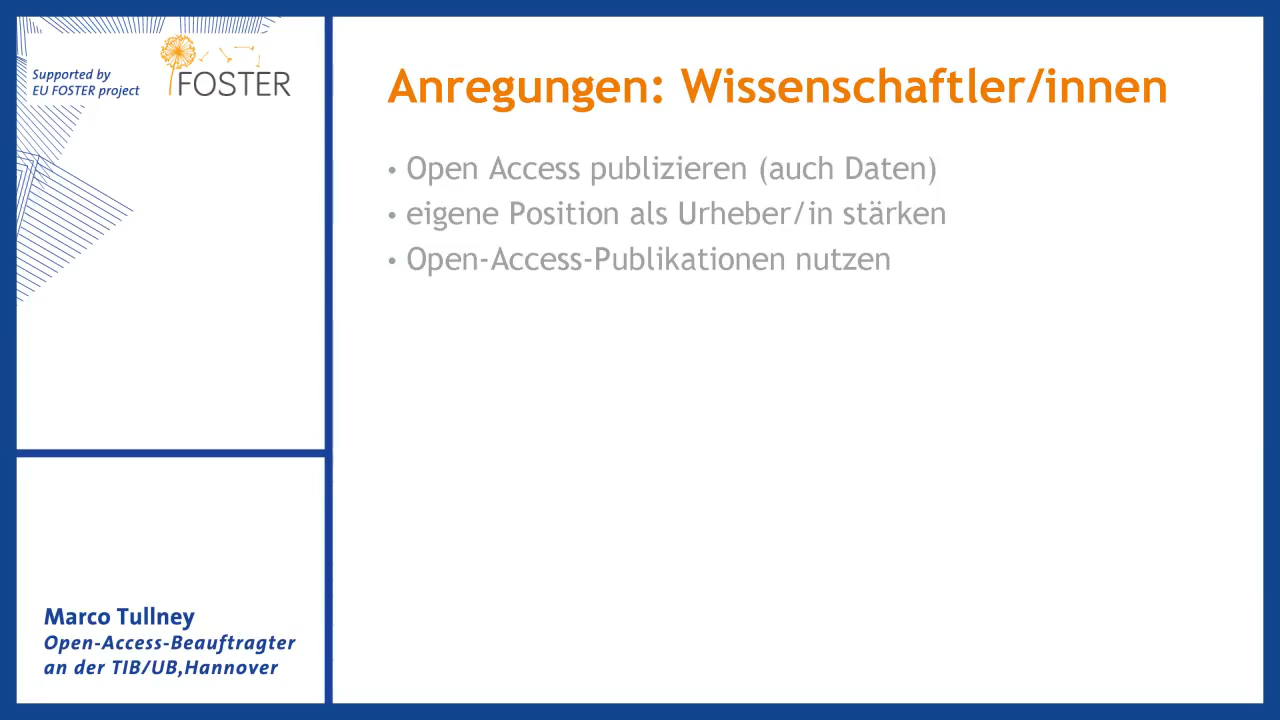 Supported by
EU FOSTER project
FOSTER
Anregungen: Wissenschaftler/innen
• Open Access publizieren (auch Daten)
• eigene Position als Urheber/in stärken
• Open-Access-Publikationen nutzen
Marco Tullney
Open-Access-Beauftragter
an der TIB/UB,Hannover